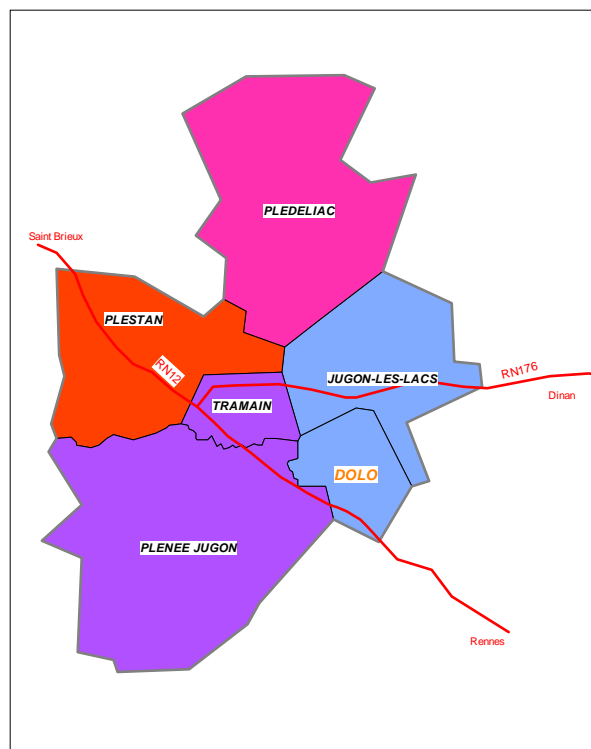 PLEDELIAC
Saint Brieux
PLESTAN
RN12
RN176
JUGON-LES-LACS
Dinan
TRAMAIN
DOLO
PLENEE JUGON
Rennes